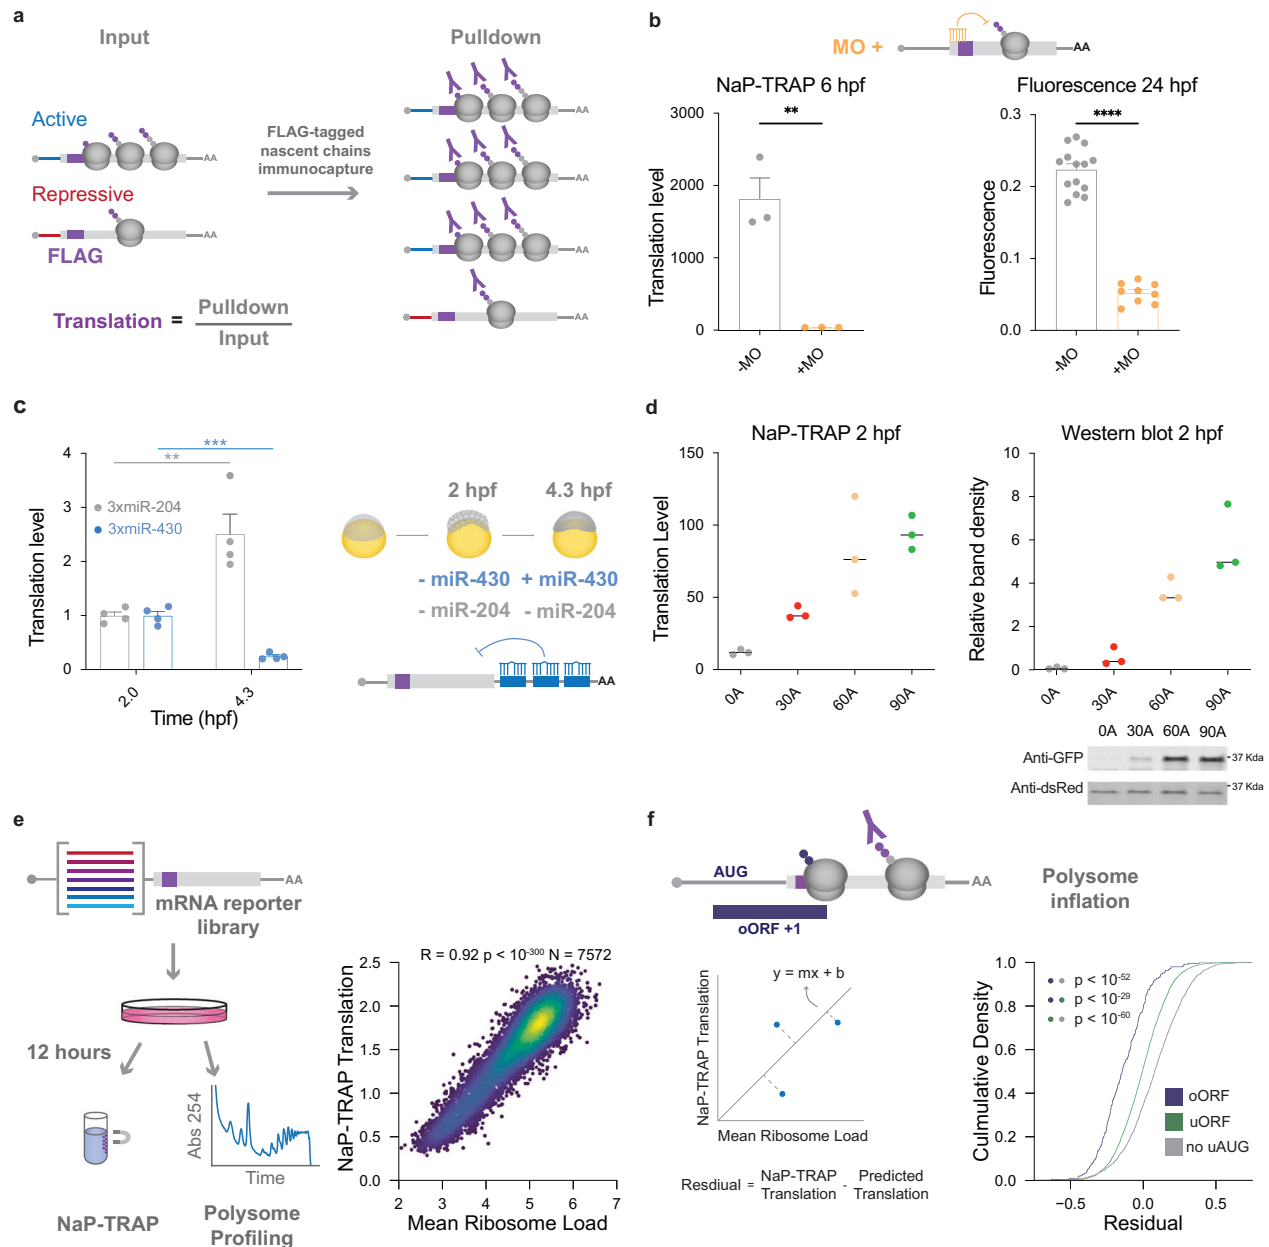 a
Input
Pulldown
Active
AA
Repressive
AA
FLAG
FLAG-tagged
nascent chains
immunocapture
AA
AA
AA
AA
Translation = Pulldown
Input
b
MO +
AA
NaP-TRAP 6 hpf
Translation level
3000
2000
1000
0
**
-MO
+MO
Fluorescence 24 hpf
Fluorescence
0.3
0.2
0.1
0.0
****
-MO
+MO
c
Translation level
4
3
2
1
0
***
**
3xmiR-204
3xmiR-430
2.0
4.3
Time (hpf)
2 hpf
4.3 hpf
- miR-430 + miR-430
- miR-204 - miR-204
AA
d
NaP-TRAP 2 hpf
Translation Level
150
100
50
0
0A
30A
60A
90A
Western blot 2 hpf
Relative band density
10
8
6
4
2
0
0A
30A
60A
90A
0A 30A 60A 90A
Anti-GFP
37 Kda
Anti-dsRed
37 Kda
e
AA
mRNA reporter
library
12 hours
Abs 254
Time
NaP-TRAP
Polysome
Profiling
R = 0.92 p < 10-300 N = 7572
NaP-TRAP Translation
2.5
2.0
1.5
1.0
0.5
0.0
2 3 4 5 6 7
Mean Ribosome Load
f
AUG
AA
oORF +1
Polysome
inflation
NaP-TRAP Translation
y = mx + b
Mean Ribosome Load
Resdiual = NaP-TRAP Translation - Predicted Translation
Culmulative Density
1.0
0.8
0.6
0.4
0.2
0.0
p < 10-52
p < 10-29
p < 10-60
oORF
uORF
no uAUG
−0.5 0.0 0.5
Residual